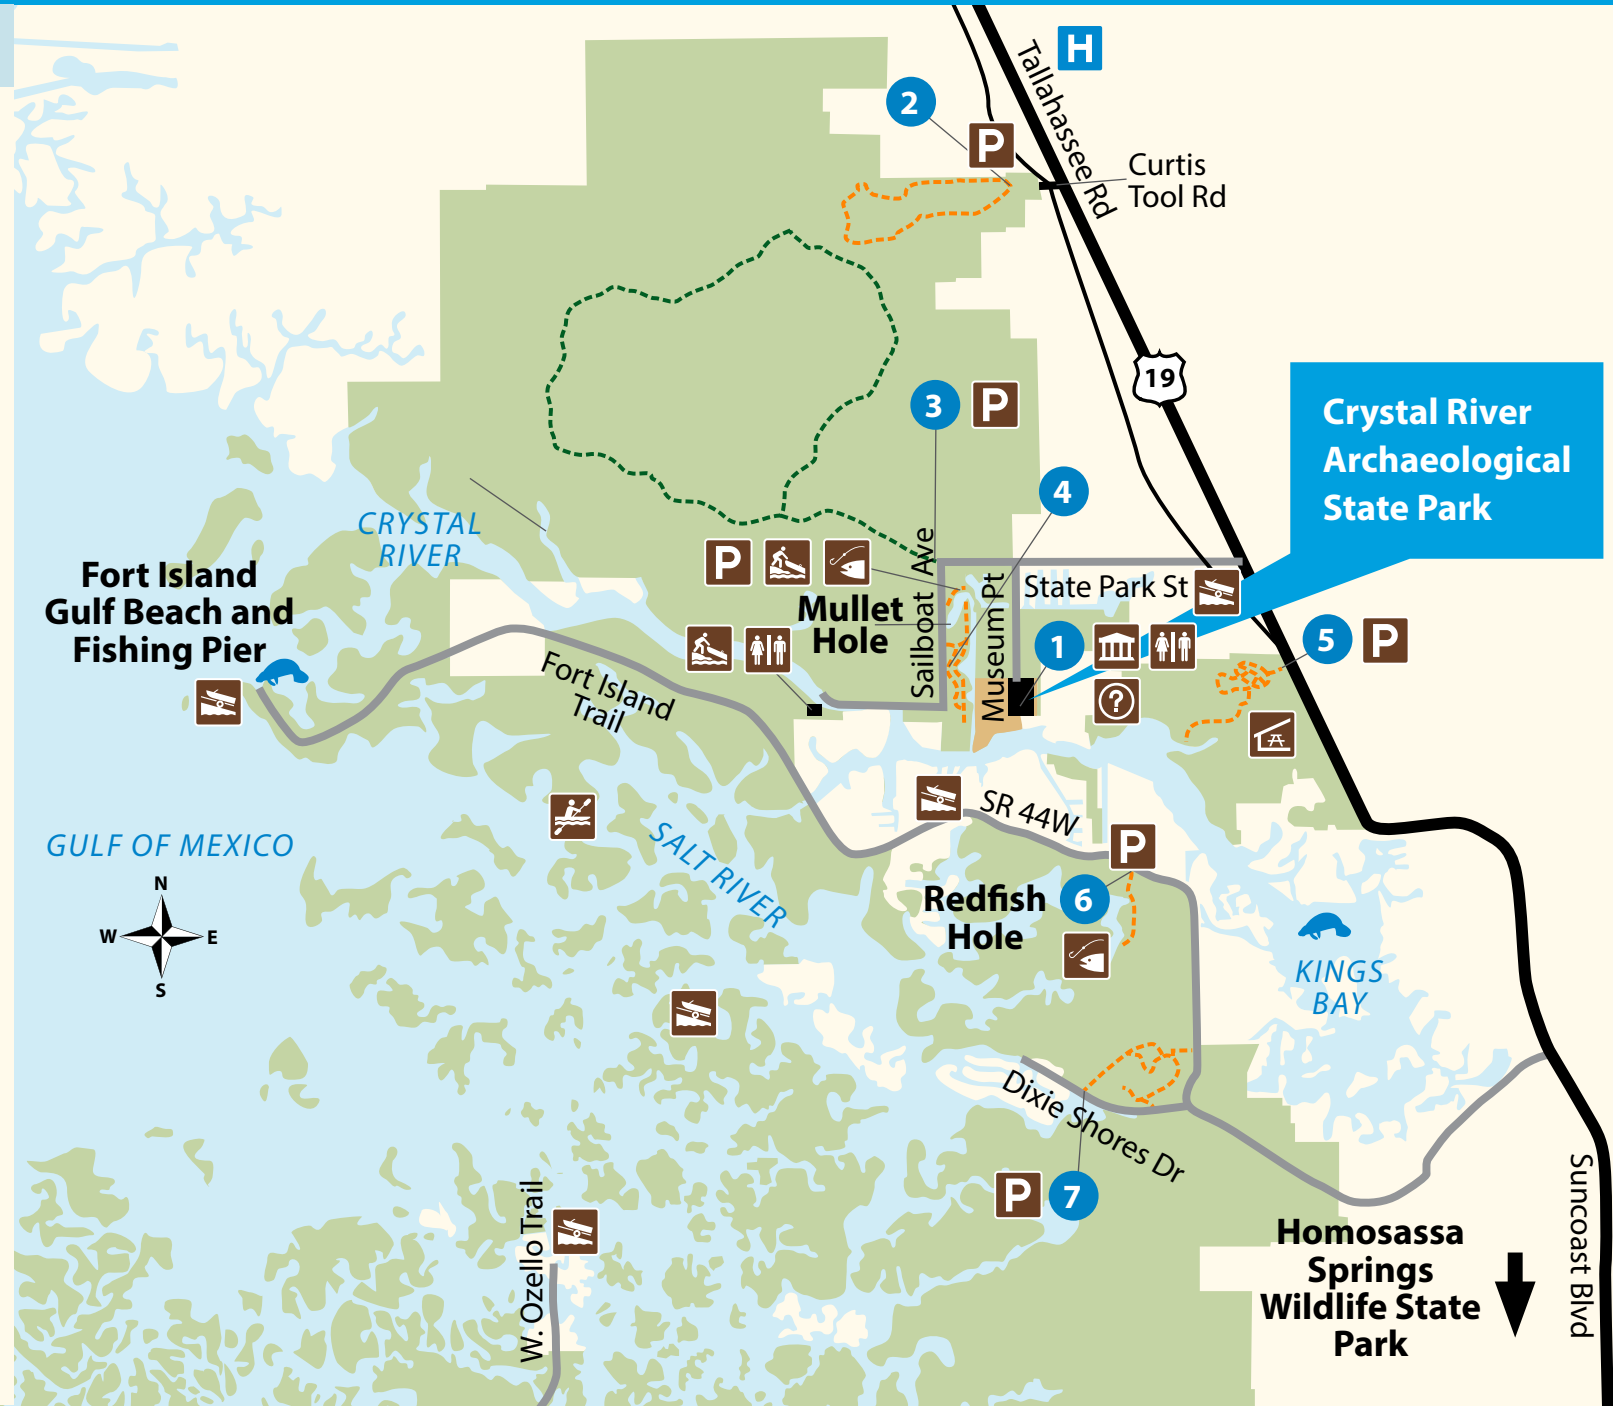 H
Tallahassee Rd
2
P
Curtis
Tool Rd
19
Crystal River
Archaeological
State Park
3
P
4
CRYSTAL
RIVER
Fort Island
Gulf Beach and
Fishing Pier
P
Mullet
Hole
Sailboat Ave
Museum Pt
State Park St
1
?
5
P
Fort Island
Trail
SR 44W
P
GULF OF MEXICO
SALT RIVER
N
W
E
S
Redfish
Hole
6
KINGS
BAY
Dixie Shores Dr
P
7
W. Ozello Trail
Homosassa
Springs
Wildlife State
Park
Suncoast Blvd